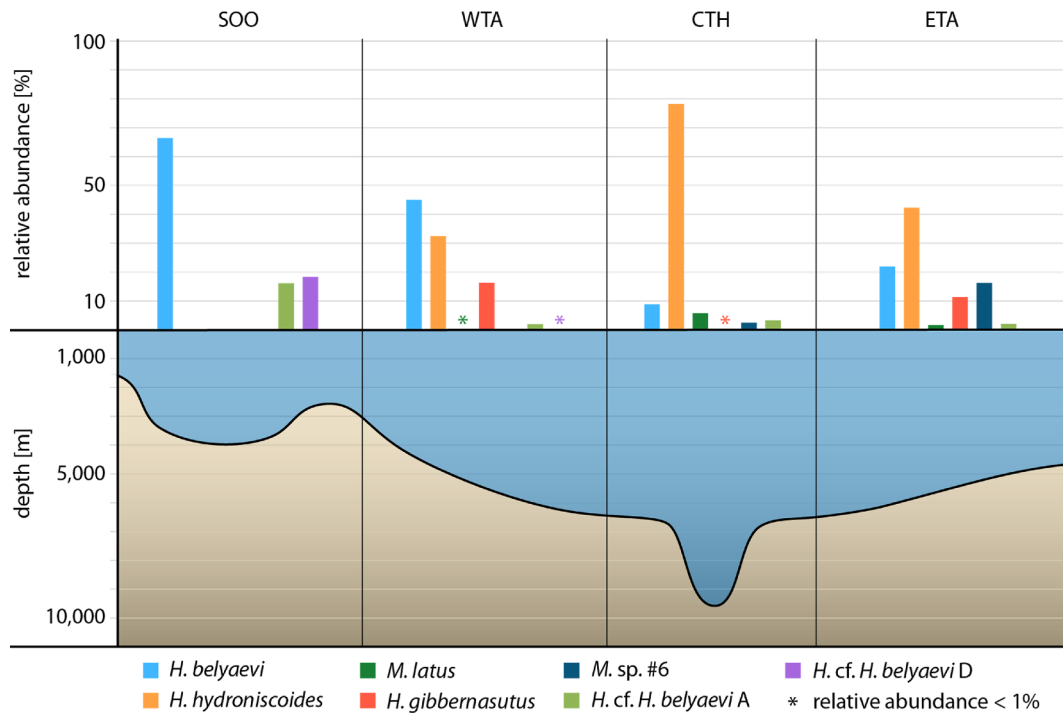 SOO WTA CTH ETA
100
50
10
relative abundance [%]
* * *
1,000
5,000
10,000
depth [m]
H. belyaevi M. latus M. sp. #6 H. cf. H. belyaevi D
H. hydroniscoides H. gibbernasutus H. cf. H. belyaevi A * relative abundance < 1%